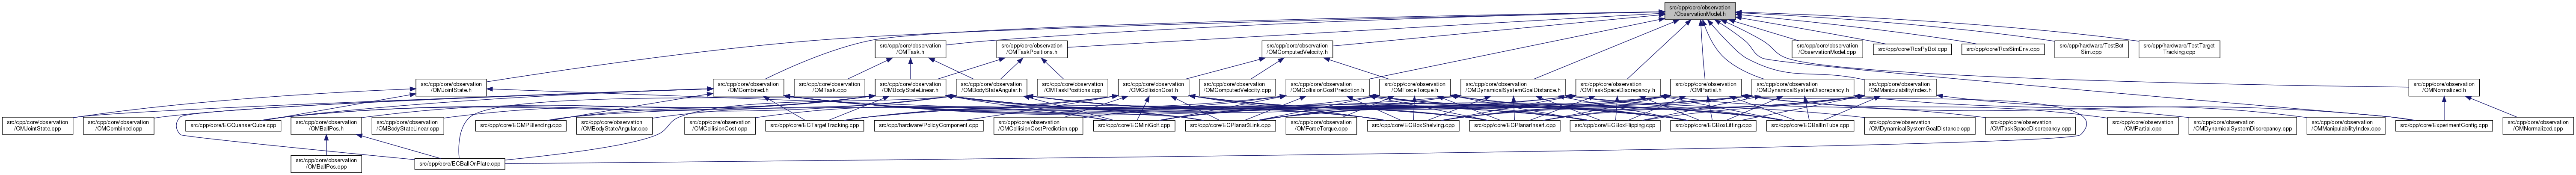 src/cpp/core/observation
/ObservationModel.h
src/cpp/core/observation
/OMTask.h
src/cpp/core/observation
/OMTaskPositions.h
src/cpp/core/observation
/OMComputedVelocity.h
src/cpp/core/observation
/ObservationModel.cpp
src/cpp/core/RcsPyBot.cpp
src/cpp/core/RcsSimEnv.cpp
src/cpp/hardware/TestBot
Sim.cpp
src/cpp/hardware/TestTarget
Tracking.cpp
src/cpp/core/observation
/OMJointState.h
src/cpp/core/observation
/OMCombined.h
src/cpp/core/observation
/OMTask.cpp
src/cpp/core/observation
/OMBodyStateLinear.h
src/cpp/core/observation
/OMBodyStateAngular.h
src/cpp/core/observation
/OMTaskPositions.cpp
src/cpp/core/observation
/OMCollisionCost.h
src/cpp/core/observation
/OMComputedVelocity.cpp
src/cpp/core/observation
/OMCollisionCostPrediction.h
src/cpp/core/observation
/OMForceTorque.h
src/cpp/core/observation
/OMDynamicalSystemGoalDistance.h
src/cpp/core/observation
/OMTaskSpaceDiscrepancy.h
src/cpp/core/observation
/OMPartial.h
src/cpp/core/observation
/OMDynamicalSystemDiscrepancy.h
src/cpp/core/observation
/OMManipulabilityIndex.h
src/cpp/core/observation
/OMNormalized.h
src/cpp/core/observation
/OMJointState.cpp
src/cpp/core/observation
/OMCombined.cpp
src/cpp/core/ECQuanserQube.cpp
src/cpp/core/observation
/OMBallPos.h
src/cpp/core/observation
/OMBodyStateLinear.cpp
src/cpp/core/ECMPBlending.cpp
src/cpp/core/observation
/OMBodyStateAngular.cpp
src/cpp/core/observation
/OMCollisionCost.cpp
src/cpp/core/ECTargetTracking.cpp
src/cpp/hardware/PolicyComponent.cpp
src/cpp/core/observation
/OMCollisionCostPrediction.cpp
src/cpp/core/ECMiniGolf.cpp
src/cpp/core/ECPlanar3Link.cpp
src/cpp/core/observation
/OMForceTorque.cpp
src/cpp/core/ECBoxShelving.cpp
src/cpp/core/ECPlanarInsert.cpp
src/cpp/core/ECBoxFlipping.cpp
src/cpp/core/ECBoxLifting.cpp
src/cpp/core/ECBallInTube.cpp
src/cpp/core/observation
/OMDynamicalSystemGoalDistance.cpp
src/cpp/core/observation
/OMTaskSpaceDiscrepancy.cpp
src/cpp/core/observation
/OMPartial.cpp
src/cpp/core/observation
/OMDynamicalSystemDiscrepancy.cpp
src/cpp/core/observation
/OMManipulabilityIndex.cpp
src/cpp/core/ExperimentConfig.cpp
src/cpp/core/observation
/OMNormalized.cpp
src/cpp/core/observation
/OMBallPos.cpp
src/cpp/core/ECBallOnPlate.cpp